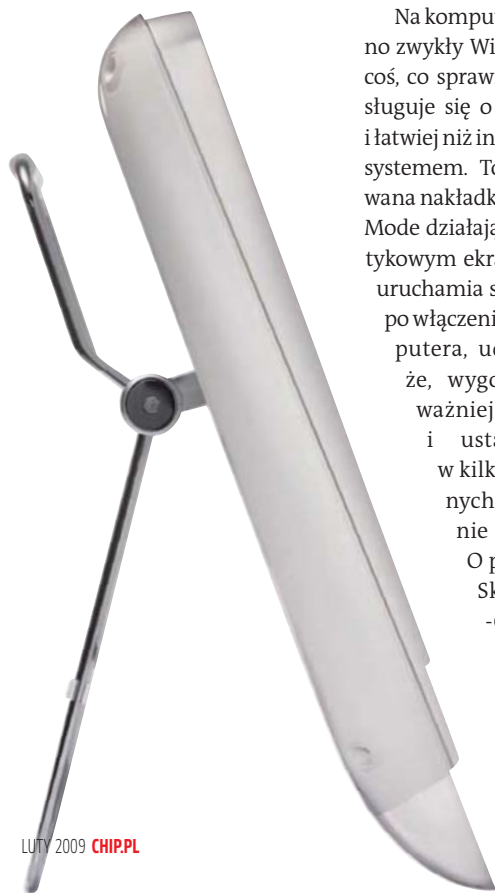 Na kompu
no zwykły Wi
coś, co spraw
sługuje się o
i łatwiej niż in
systemem. To
wana nakładk
Mode działają
tykowym ekra
uruchamia s
po włączeni
putera, ud
że, wygo
ważniej
i usta
w kilk
nych
nie
O p
Sk
LUTY 2009 CHIP.PL